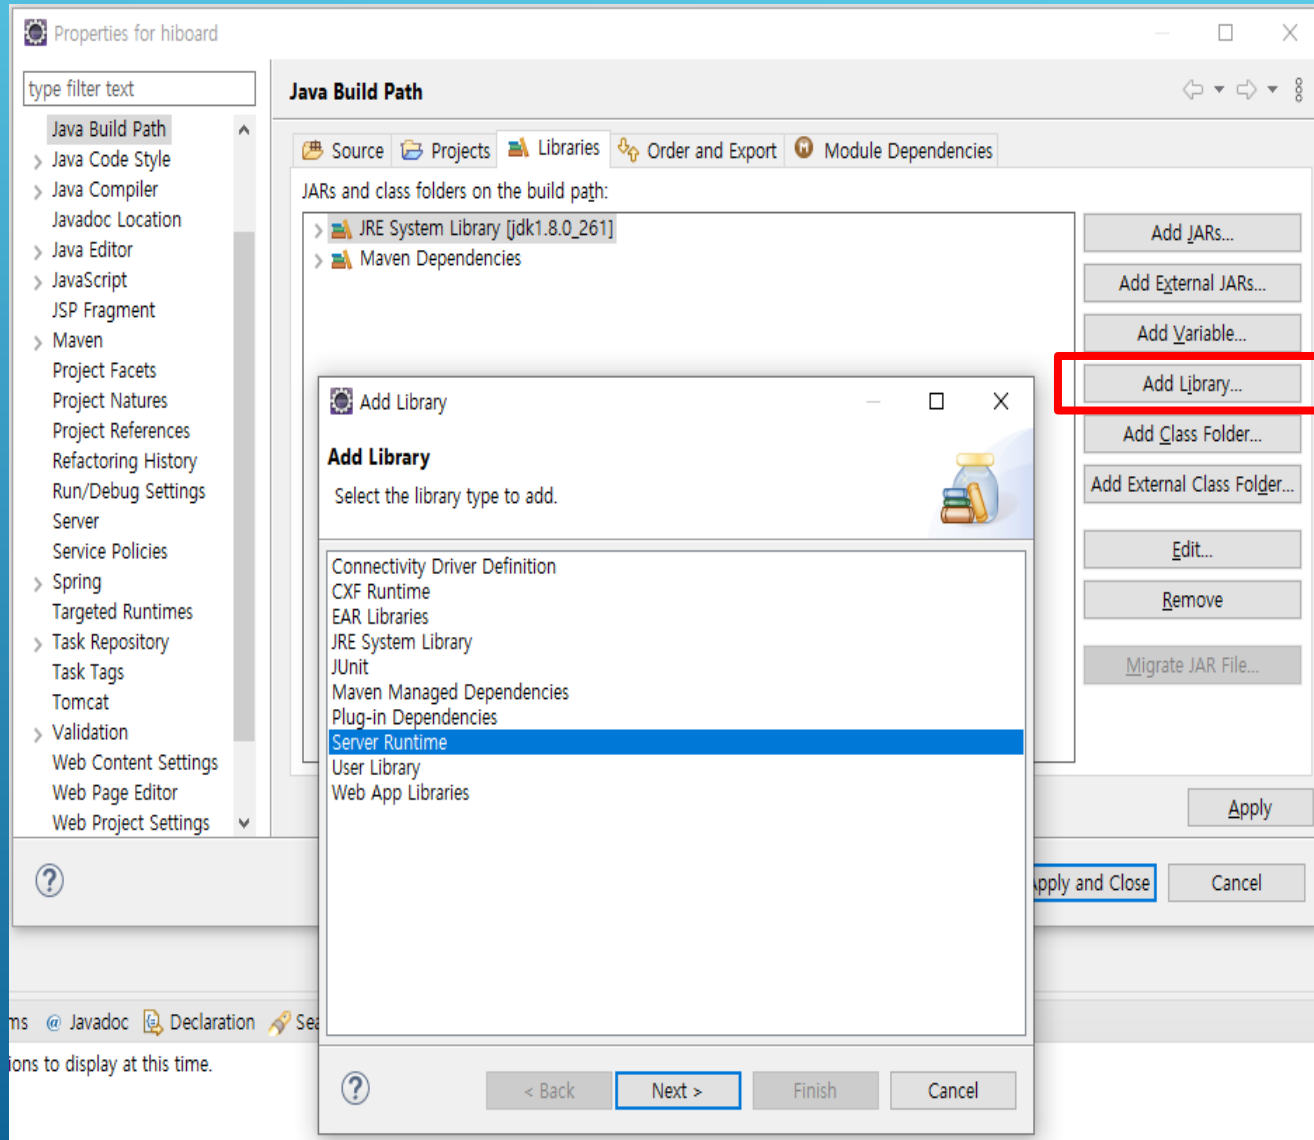 Properties for hiboard
type filter text
Java Build Path
Java Code Style
Java Compiler
Javadoc Location
Java Editor
JavaScript
JSP Fragment
Maven
Project Facets
Project Natures
Project References
Refactoring History
Run/Debug Settings
Server
Service Policies
Spring
Targeted Runtimes
Task Repository
Task Tags
Tomcat
Validation
Web Content Settings
Web Page Editor
Web Project Settings
Java Build Path
Source Projects Libraries Order and Export Module Dependencies
JARs and class folders on the build path:
JRE System Library [jdk1.8.0_261]
Maven Dependencies
Add JARs...
Add External JARs...
Add Variable...
Add Library...
Add Class Folder...
Add External Class Folder...
Edit...
Remove
Migrate JAR File...
Apply
Apply and Close Cancel
Add Library
Add Library
Select the library type to add.
Connectivity Driver Definition
CXF Runtime
EAR Libraries
JRE System Library
JUnit
Maven Managed Dependencies
Plug-in Dependencies
Server Runtime
User Library
Web App Libraries
< Back Next > Finish Cancel
ms @ Javadoc Declaration Sea
ions to display at this time.